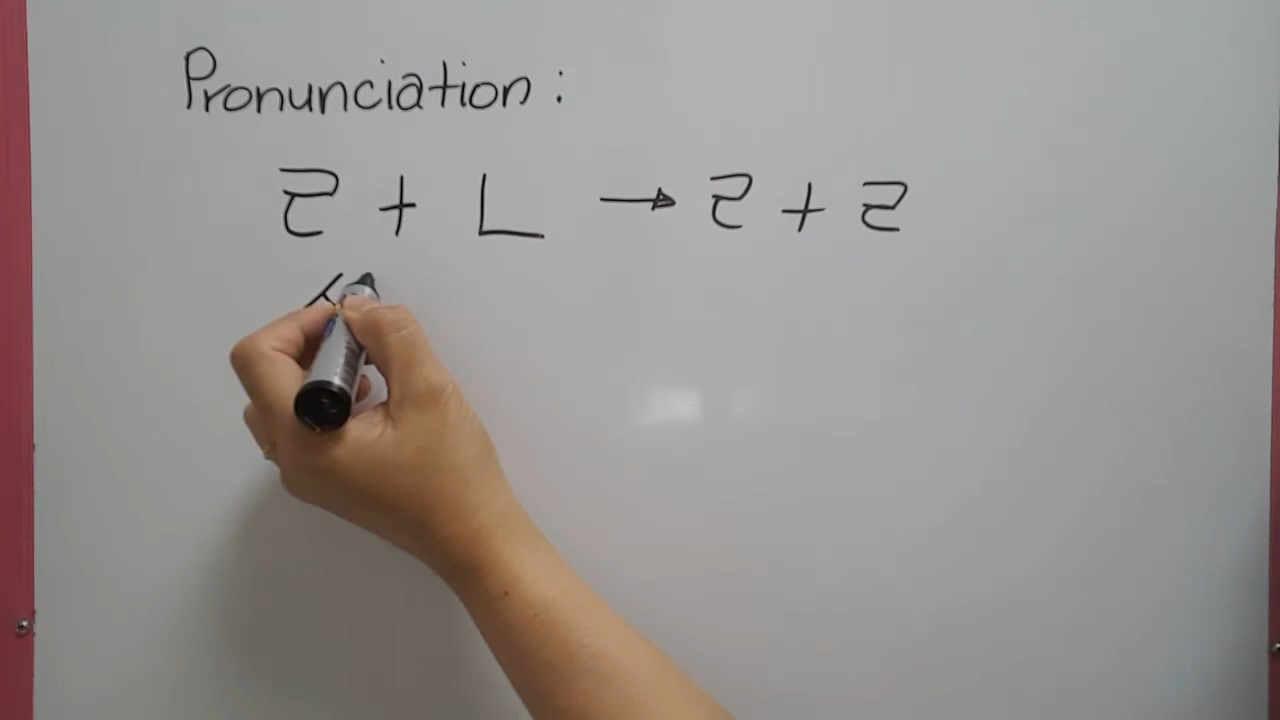 Pronunciation :
ㄹ + ㄴ → ㄹ + ㄹ